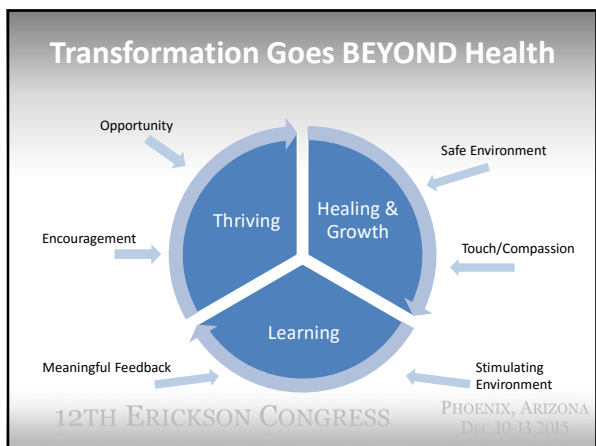 Transformation Goes BEYOND Health
Opportunity
Safe Environment
Thriving
Healing &
Growth
Encouragement
Touch/Compassion
Learning
Meaningful Feedback
Stimulating
Environment
12TH ERICKSON CONGRESS
PHOENIX, ARIZONA
DEC 10-13 2015